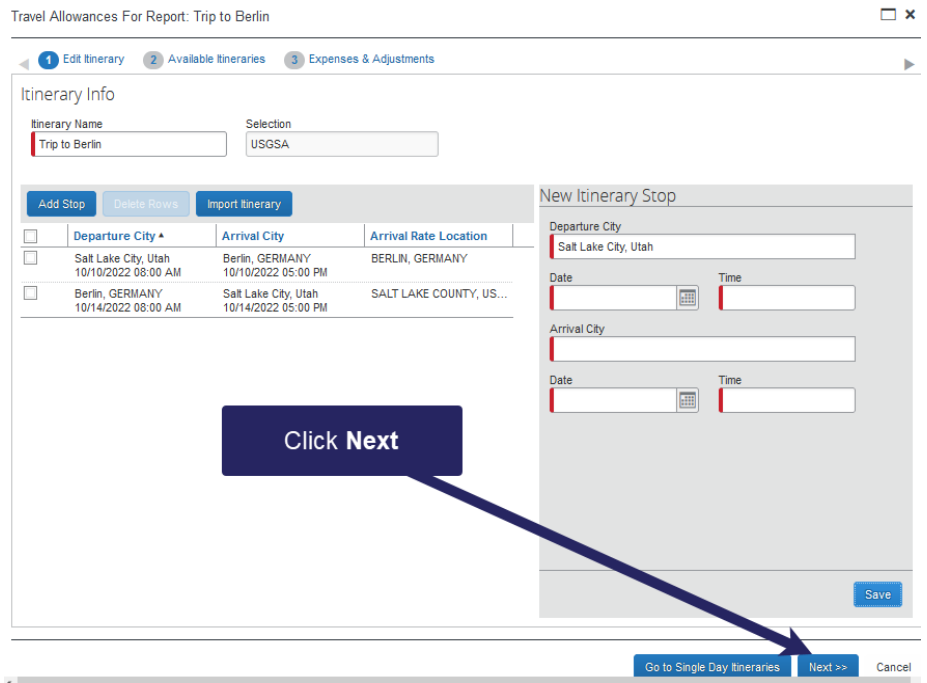 Travel Allowances For Report: Trip to Berlin
1 Edit Itinerary 2 Available Itineraries 3 Expenses & Adjustments
Itinerary Info
Itinerary Name Selection
Trip to Berlin USGSA
Add Stop Delete Rows Import Itinerary
Departure City Arrival City Arrival Rate Location
Salt Lake City, Utah Berlin, GERMANY BERLIN, GERMANY
10/10/2022 08:00 AM 10/10/2022 05:00 PM
Berlin, GERMANY Salt Lake City, Utah SALT LAKE COUNTY, US...
10/14/2022 08:00 AM 10/14/2022 05:00 PM
New Itinerary Stop
Departure City
Salt Lake City, Utah
Date Time
Arrival City
Date Time
Click Next
Save
Go to Single Day Itineraries Next >> Cancel